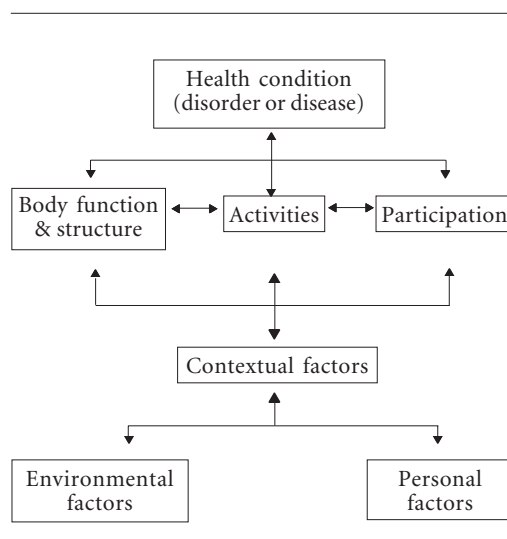 Health condition
(disorder or disease)
Body function
& structure
Activities
Participation
Contextual factors
Environmental
factors
Personal
factors